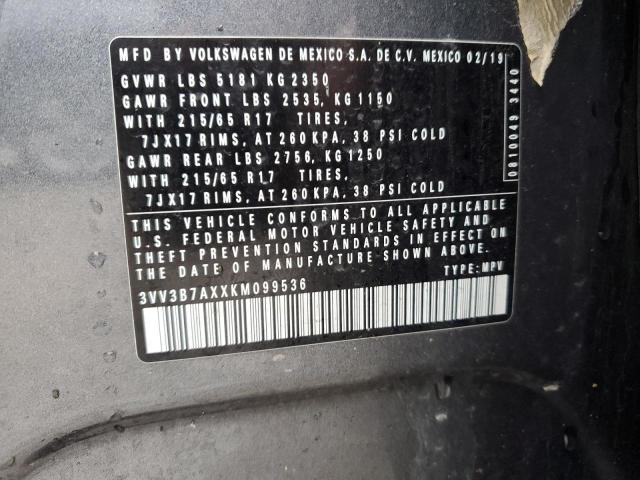 MFD BY VOLKSWAGEN DE MEXICO S.A. DE C.V. MEXICO 02/19
GVWR LBS 5181 KG 2350
GAWR FRONT LBS 2535, KG 1150
WITH 215/65 R17 TIRES,
7JX17 RIMS, AT 260 KPA, 38 PSI COLD
GAWR REAR LBS 2756, KG 1250
WITH 215/65 R17 TIRES,
7JX17 RIMS, AT 260 KPA, 38 PSI COLD
THIS VEHICLE CONFORMS TO ALL APPLICABLE
U.S. FEDERAL MOTOR VEHICLE SAFETY AND
THEFT PREVENTION STANDARDS IN EFFECT ON
THE DATE OF MANUFACTURE SHOWN ABOVE.
3VV3B7AXXKM099536 TYPE: MPV
0810049 3440